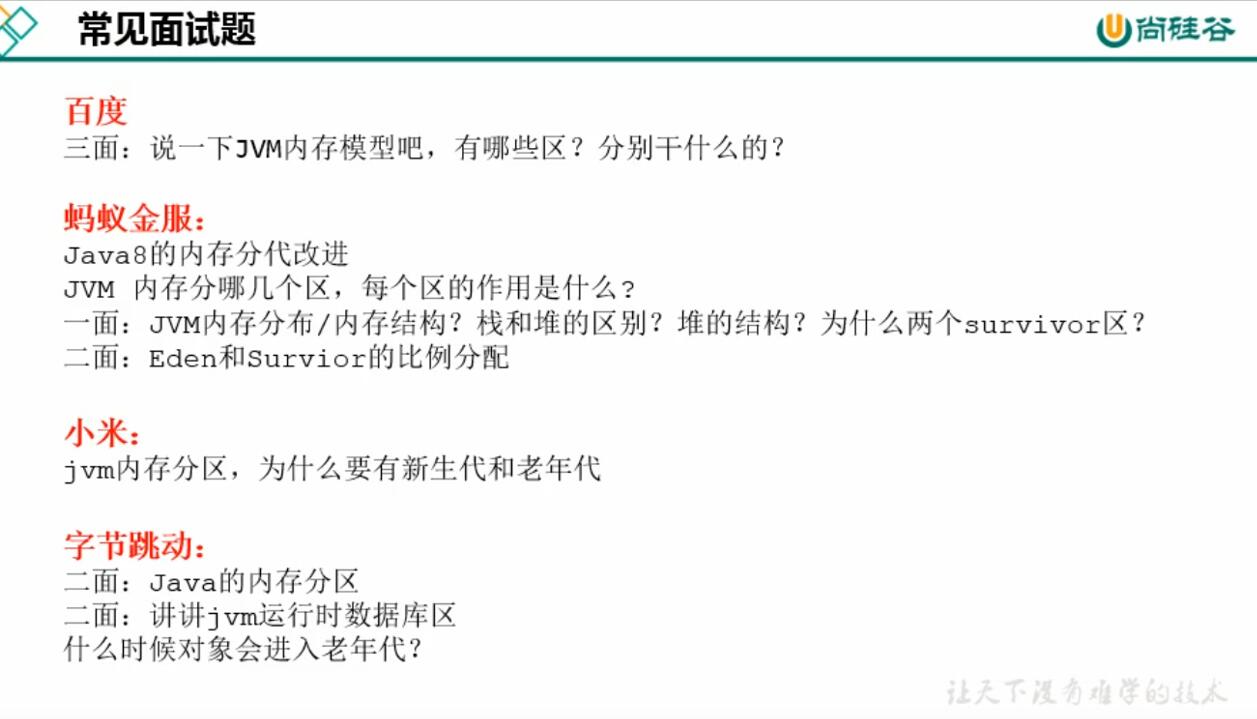 常见面试题
尚硅谷
百度
三面：说一下JVM内存模型吧，有哪些区？分别干什么的？
蚂蚁金服：
Java8的内存分代改进
JVM 内存分哪几个区，每个区的作用是什么?
一面：JVM内存分布/内存结构？栈和堆的区别？堆的结构？为什么两个survivor区？
二面：Eden和Survior的比例分配
小米：
jvm内存分区，为什么要有新生代和老年代
字节跳动：
二面：Java的内存分区
二面：讲讲jvm运行时数据库区
什么时候对象会进入老年代？
让天下没有难学的技术